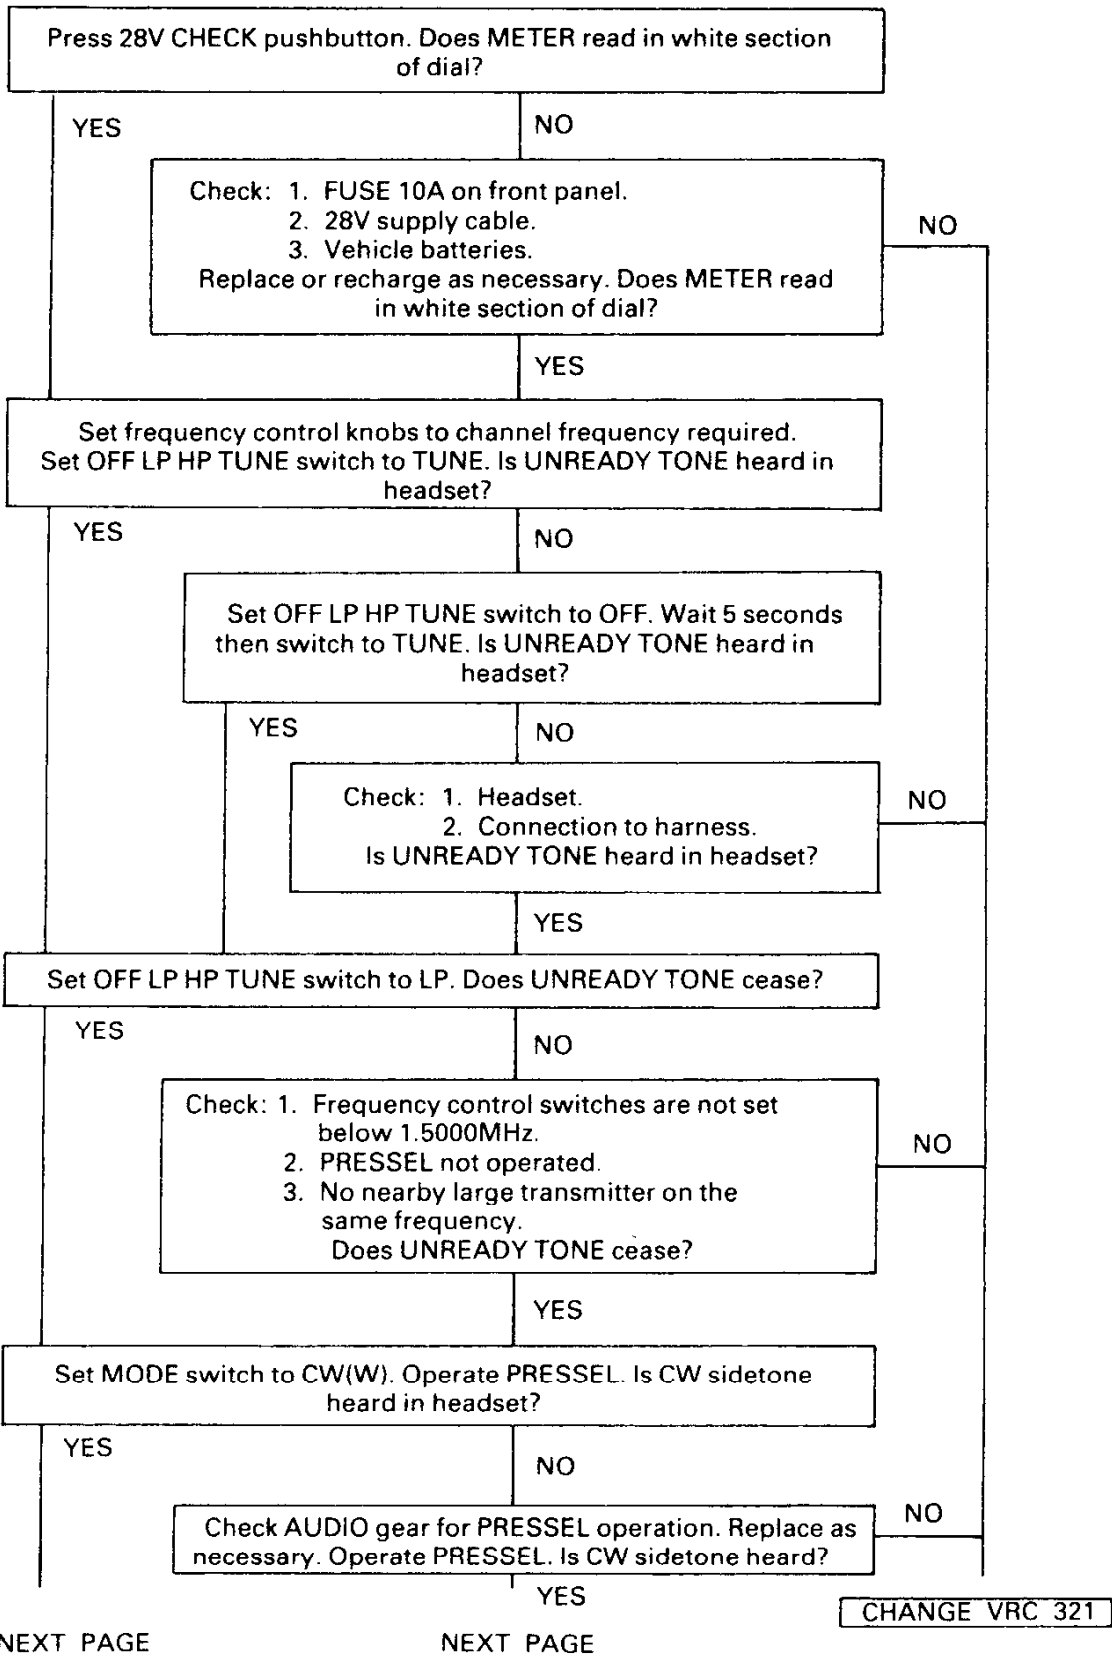 Press 28V CHECK pushbutton. Does METER read in white section
of dial?
YES
NO
Check: 1. FUSE 10A on front panel.
2. 28V supply cable.
3. Vehicle batteries.
Replace or recharge as necessary. Does METER read
in white section of dial?
NO
YES
Set frequency control knobs to channel frequency required.
Set OFF LP HP TUNE switch to TUNE. Is UNREADY TONE heard in
headset?
YES
NO
Set OFF LP HP TUNE switch to OFF. Wait 5 seconds
then switch to TUNE. Is UNREADY TONE heard in
headset?
YES
NO
Check: 1. Headset.
2. Connection to harness.
Is UNREADY TONE heard in headset?
NO
YES
Set OFF LP HP TUNE switch to LP. Does UNREADY TONE cease?
YES
NO
Check: 1. Frequency control switches are not set
below 1.5000MHz.
2. PRESSEL not operated.
3. No nearby large transmitter on the
same frequency.
Does UNREADY TONE cease?
NO
YES
Set MODE switch to CW(W). Operate PRESSEL. Is CW sidetone
heard in headset?
YES
NO
Check AUDIO gear for PRESSEL operation. Replace as
necessary. Operate PRESSEL. Is CW sidetone heard?
NO
YES
CHANGE VRC 321
NEXT PAGE
NEXT PAGE